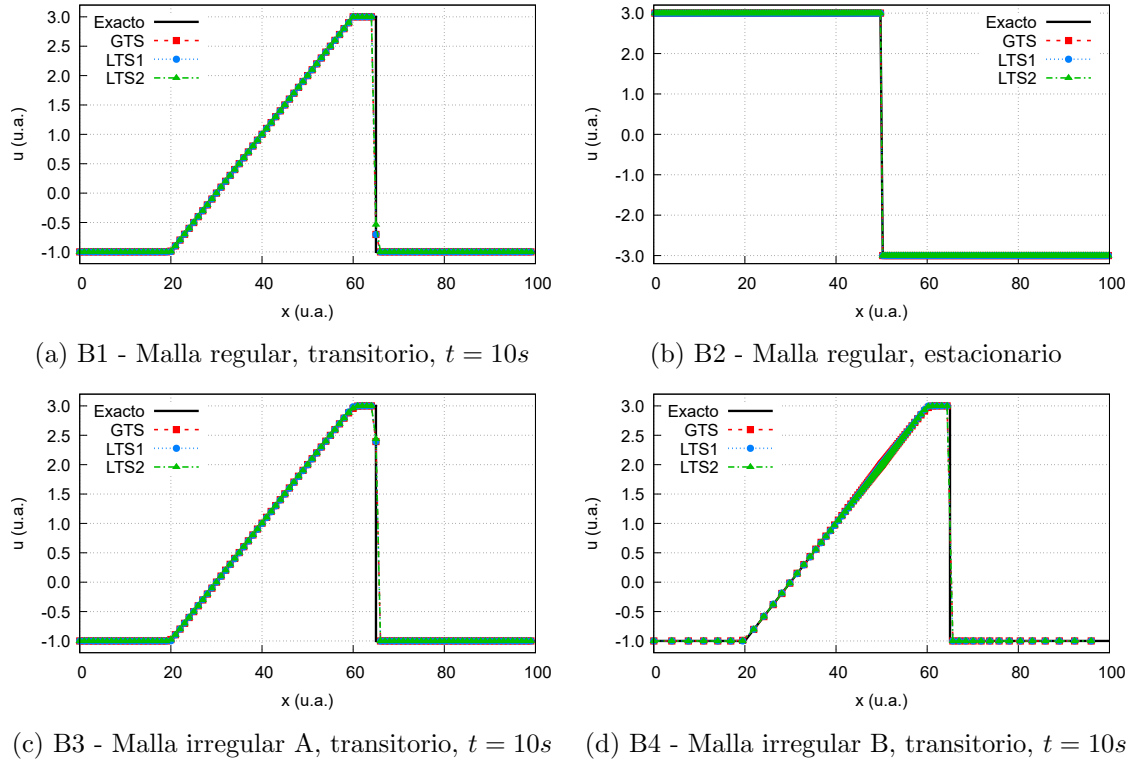 Exacto
GTS
LTS1
LTS2
3.0
2.5
2.0
1.5
1.0
0.5
0.0
-0.5
-1.0
u (u.a.)
0 20 40 60 80 100
x (u.a.)
(a) B1 - Malla regular, transitorio, t = 10s
Exacto
GTS
LTS1
LTS2
3.0
2.0
3.0
1.0
0.0
-1.0
-2.0
-3.0
u (u.a.)
0 20 40 60 80 100
x (u.a.)
(b) B2 - Malla regular, estacionario
Exacto
GTS
LTS1
LTS2
3.0
2.5
2.0
1.5
1.0
0.5
0.0
-0.5
-1.0
u (u.a.)
0 20 40 60 80 100
x (u.a.)
(c) B3 - Malla irregular A, transitorio, t = 10s
Exacto
GTS
LTS1
LTS2
3.0
2.5
2.0
1.5
1.0
0.5
0.0
-0.5
-1.0
u (u.a.)
0 20 40 60 80 100
x (u.a.)
(d) B4 - Malla irregular B, transitorio, t = 10s